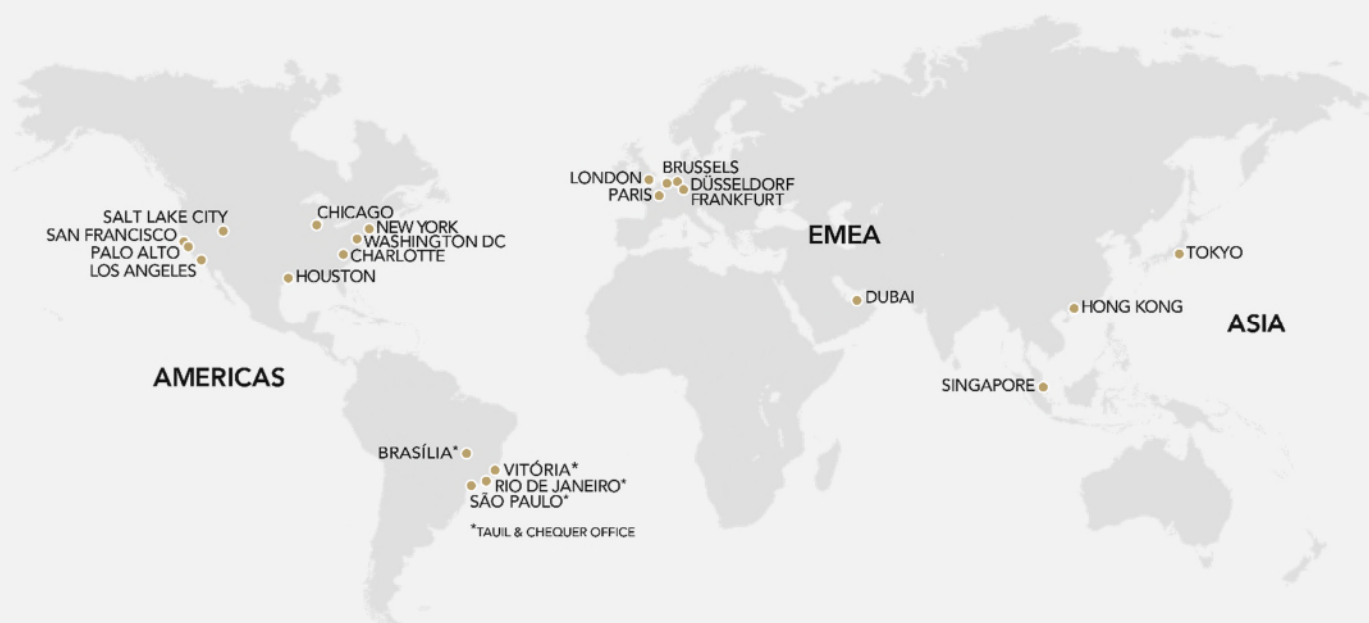 SALT LAKE CITY
SAN FRANCISCO
PALO ALTO
LOS ANGELES
CHICAGO
NEW YORK
WASHINGTON DC
CHARLOTTE
HOUSTON
AMERICAS
BRASÍLIA*
VITÓRIA*
RIO DE JANEIRO*
SÃO PAULO*
*TAUIL & CHEQUER OFFICE
LONDON
BRUSSELS
PARIS
DÜSSELDORF
FRANKFURT
EMEA
DUBAI
TOKYO
HONG KONG
ASIA
SINGAPORE